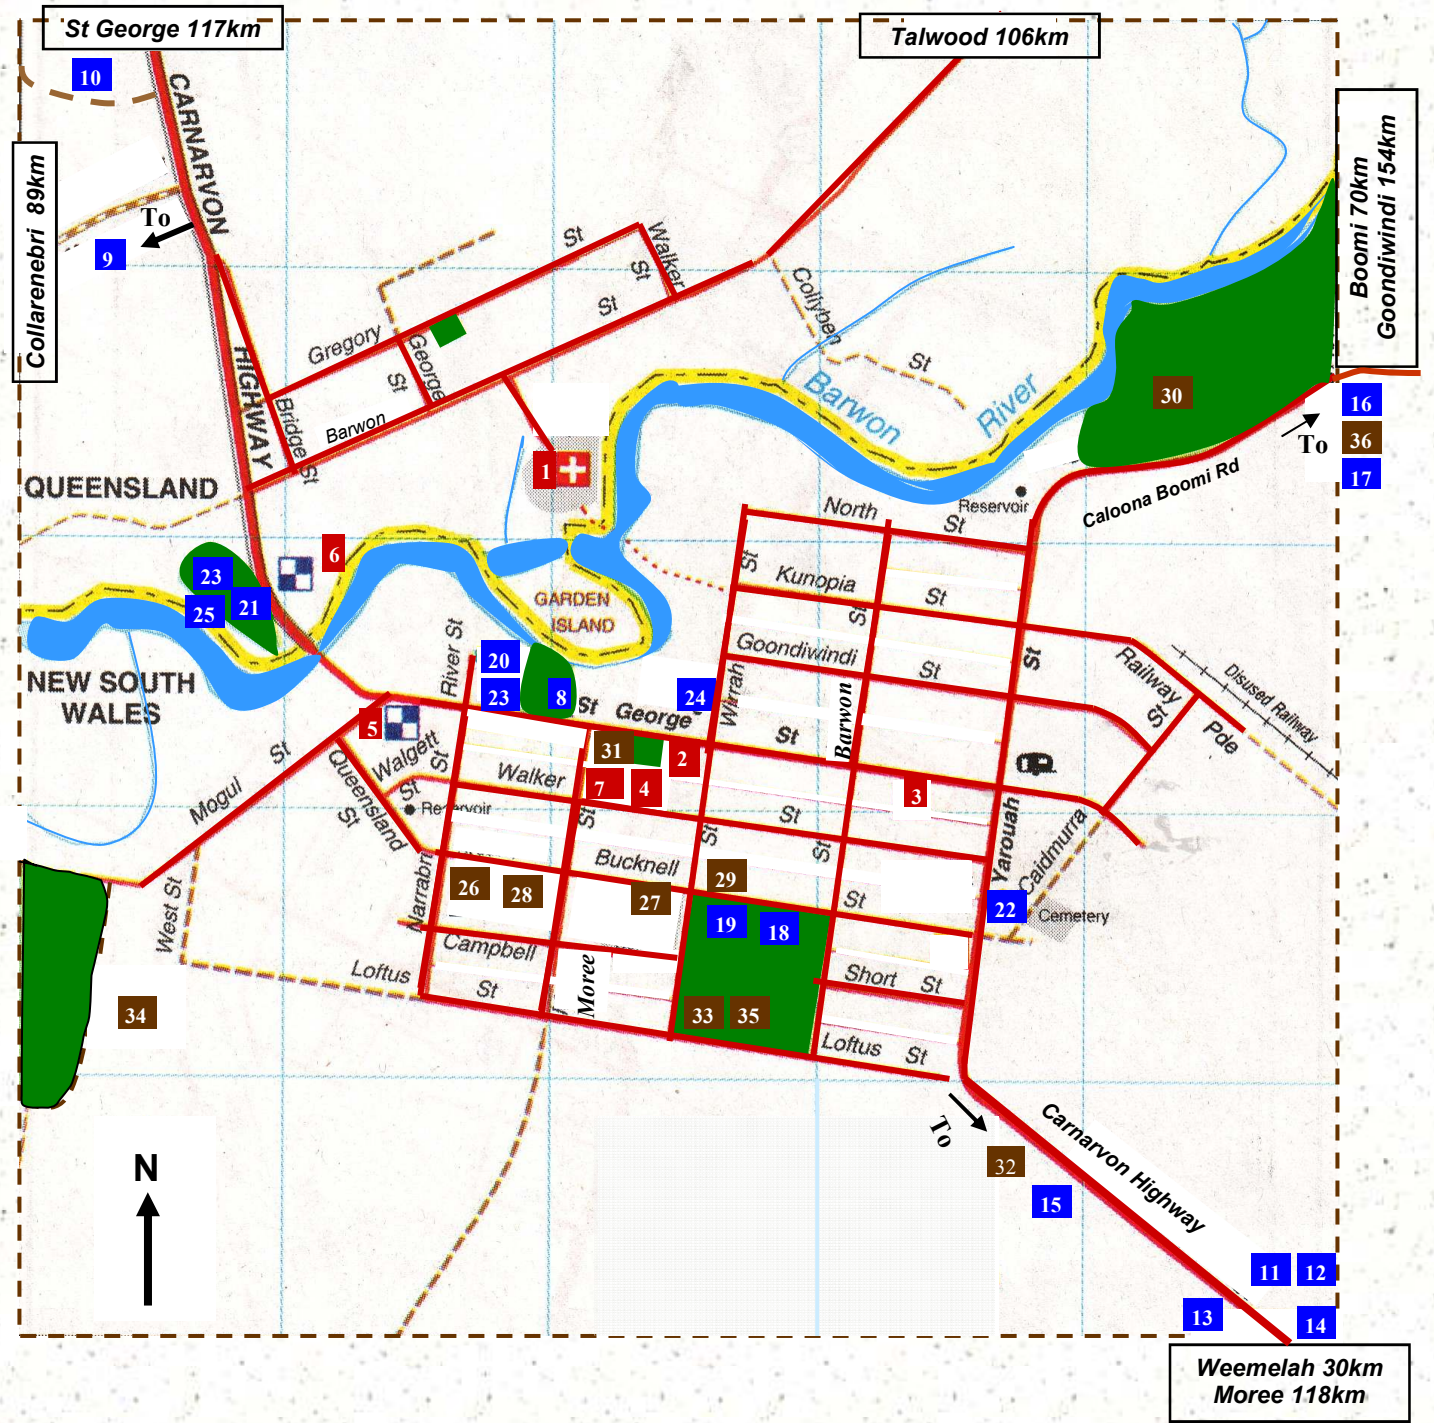 St George 117km
Talwood 106km
10
CARNARVON
HIGHWAY
Collarenebri 89km
Boomi 70km
Goondiwindi 154km
To
9
St
Walker
St
St
Gregory
George
St
Barwon
Bridge St
Collyben
St
Barwon
River
30
16
To
36
17
Caloona Boomi Rd
1
QUEENSLAND
Reservoir
North
St
6
23
25
21
GARDEN
ISLAND
St
Kunopia
St
St
Goondiwindi
St
St
Railway
St
Pde
Disused Railway
NEW SOUTH
WALES
River St
20
23
8
24
St George
St
Wirrah
Barwon
5
31
2
7
4
3
Walgett
St
Queensland
St
St
Mogul
St
Walker
St
Reservoir
St
St
St
Yarouah
Caidmurra
Bucknell
St
29
26
28
27
22
Cemetery
Narrabri
West St
19
18
Campbell
St
Loftus
Moree
Short St
34
33
35
Loftus St
N
To
32
15
Carnarvon Highway
11
12
13
14
Weemelah 30km
Moree 118km